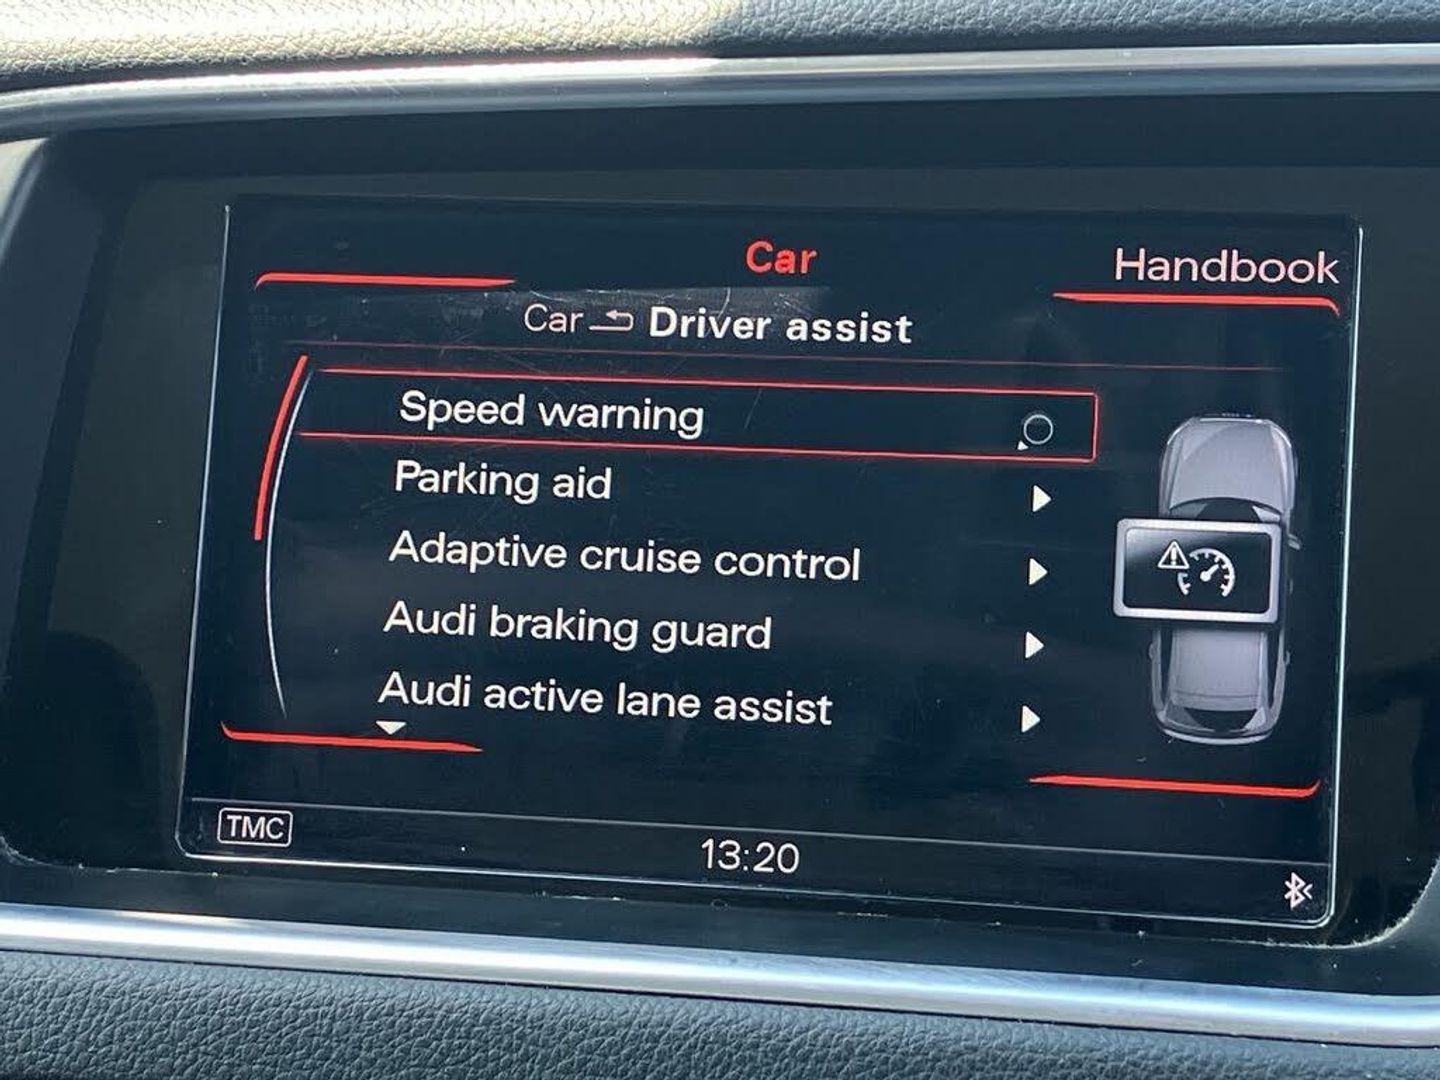 Car
Handbook
Car Driver assist
Speed warning
Parking aid
Adaptive cruise control
Audi braking guard
Audi active lane assist
TMC
13:20